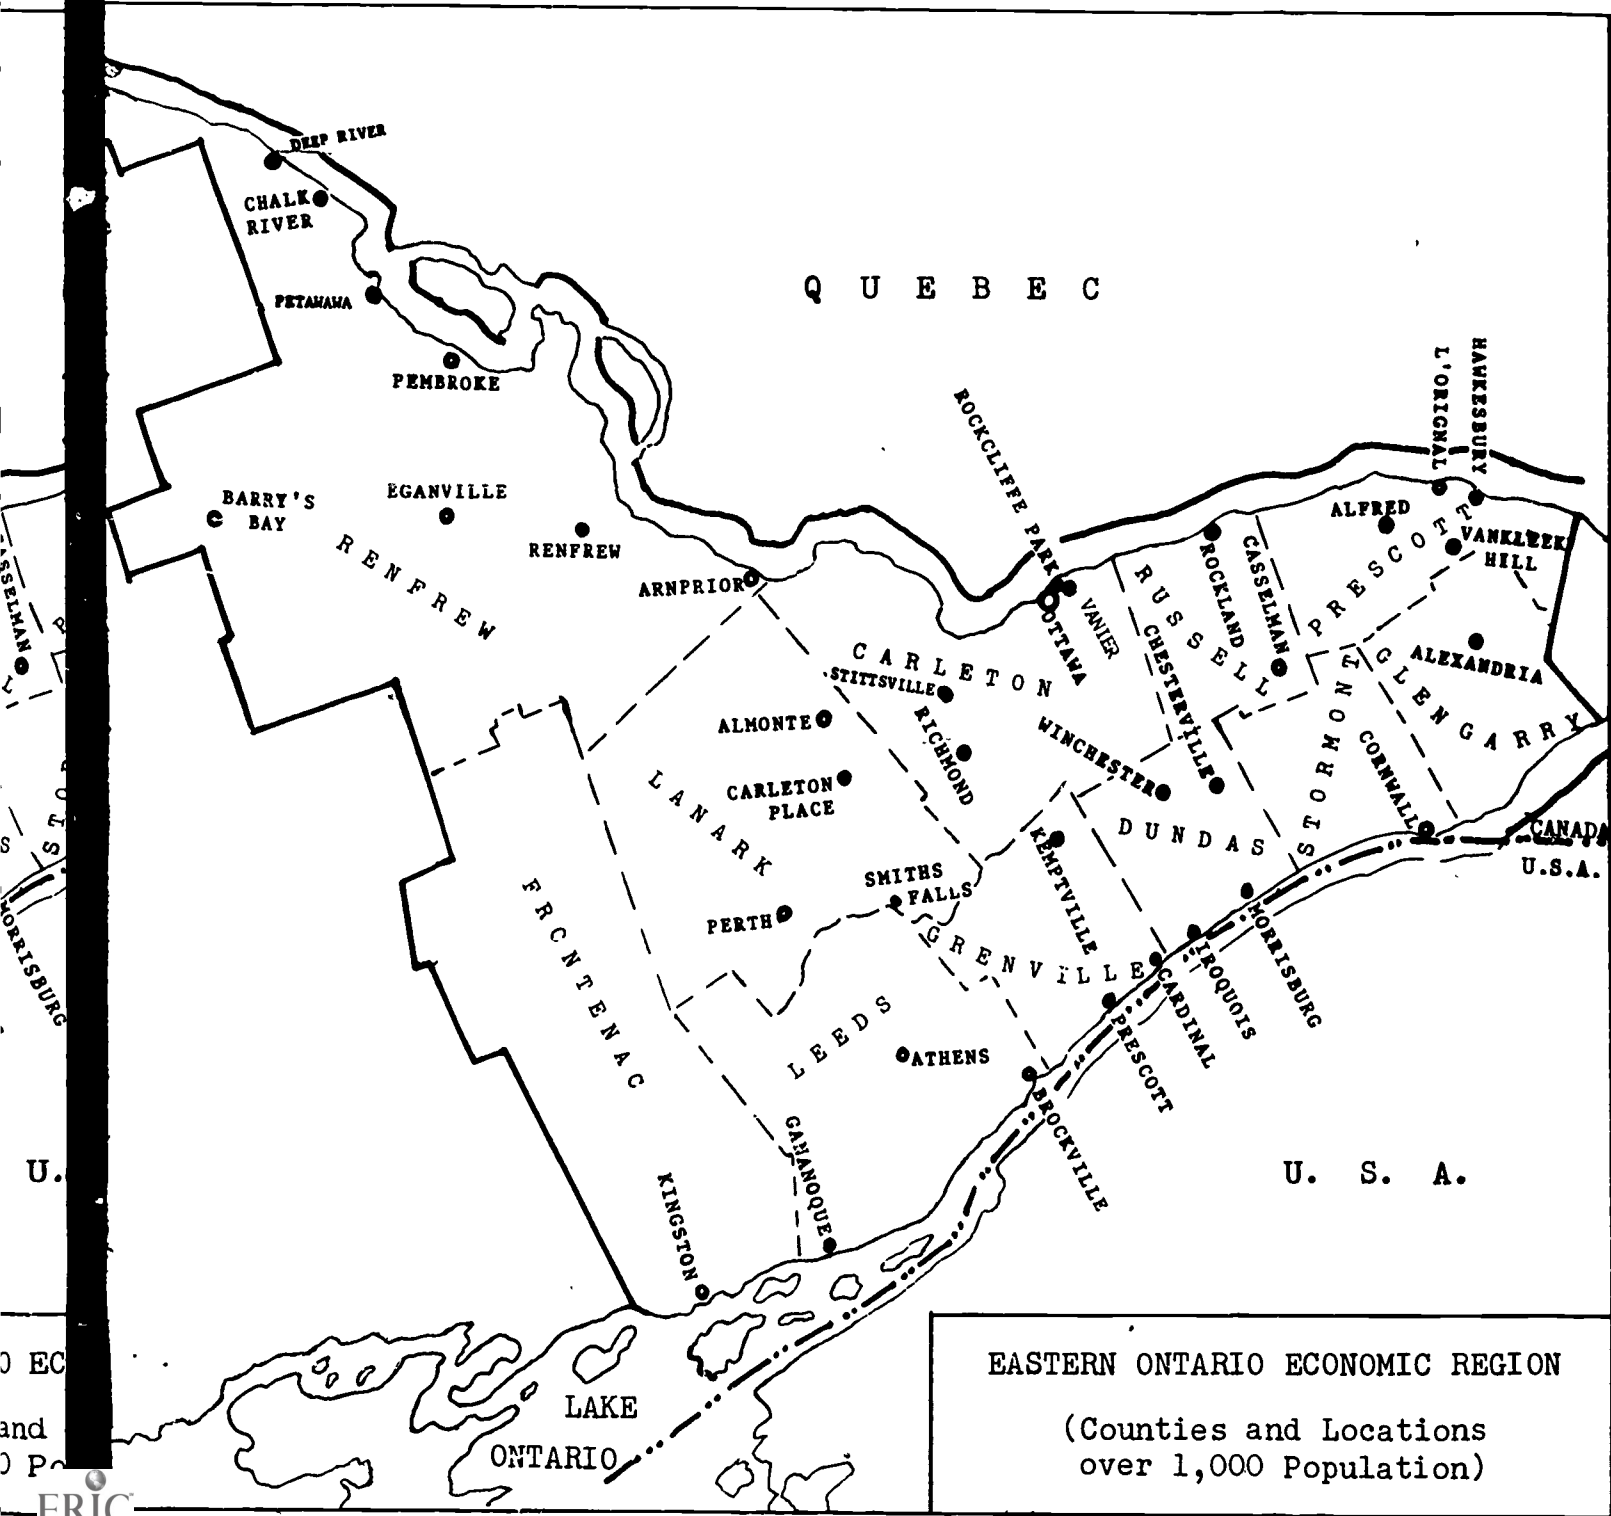 DEEP RIVER
CHALK
RIVER
PETAWAWA
PEMBROKE
QUEBEC
BARRY'S
BAY
EGANVILLE
RENFREW
RENFREW
ARNPRIOR
ROCKCLIFFE PARK
OTTAWA
VANIER
L'ORIGNAL
HAWKESBURY
ALFRED
VANKLEEK
HILL
PRESCOTT
ROCKLAND
CASSELMAN
RUSSELL
CHESTERVILLE
ALEXANDRIA
GLENGARRY
STORMONT
CORNWALL
CARLETON
STITTSVILLE
RICHMOND
WINCHESTER
ALMONTE
CARLETON
PLACE
LANARK
DUNDAS
KEMPTVILLE
SMITHS
FALLS
PERTH
GRENVILLE
FRONTENAC
LEEDS
ATHENS
MORRISBURG
IROQUOIS
CARDINAL
PRESCOTT
BROCKVILLE
GANANOQUE
KINGSTON
CANADA
U.S.A.
U. S. A.
LAKE
ONTARIO
EASTERN ONTARIO ECONOMIC REGION
(Counties and Locations
over 1,000 Population)
ASSELMAN
MORRISBURG
U.
O EC
and
ERIC